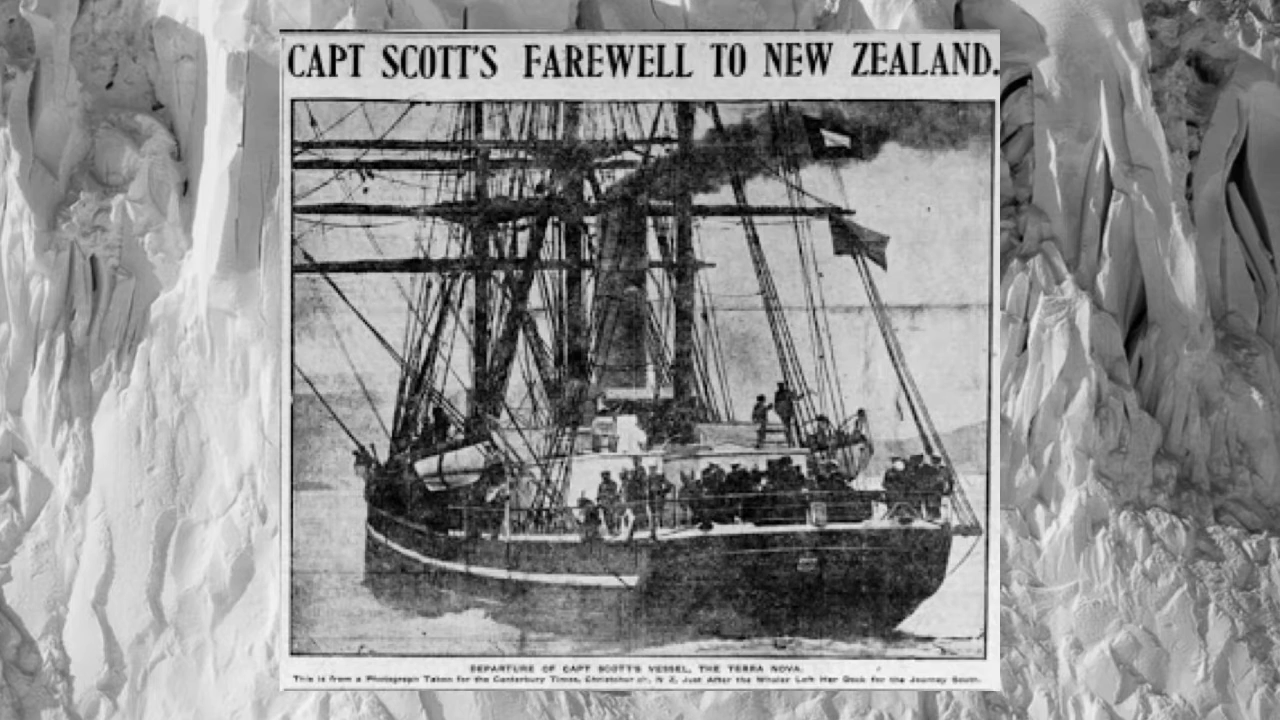 CAPT SCOTT'S FAREWELL TO NEW ZEALAND.
DEPARTURE OF CAPT SCOTT'S VESSEL, THE TERRA NOVA.
This is from a Photograph Taken for the Canterbury Times, Christchurch, N Z, Just After the Whaler Left Her Dock for the Journey South.